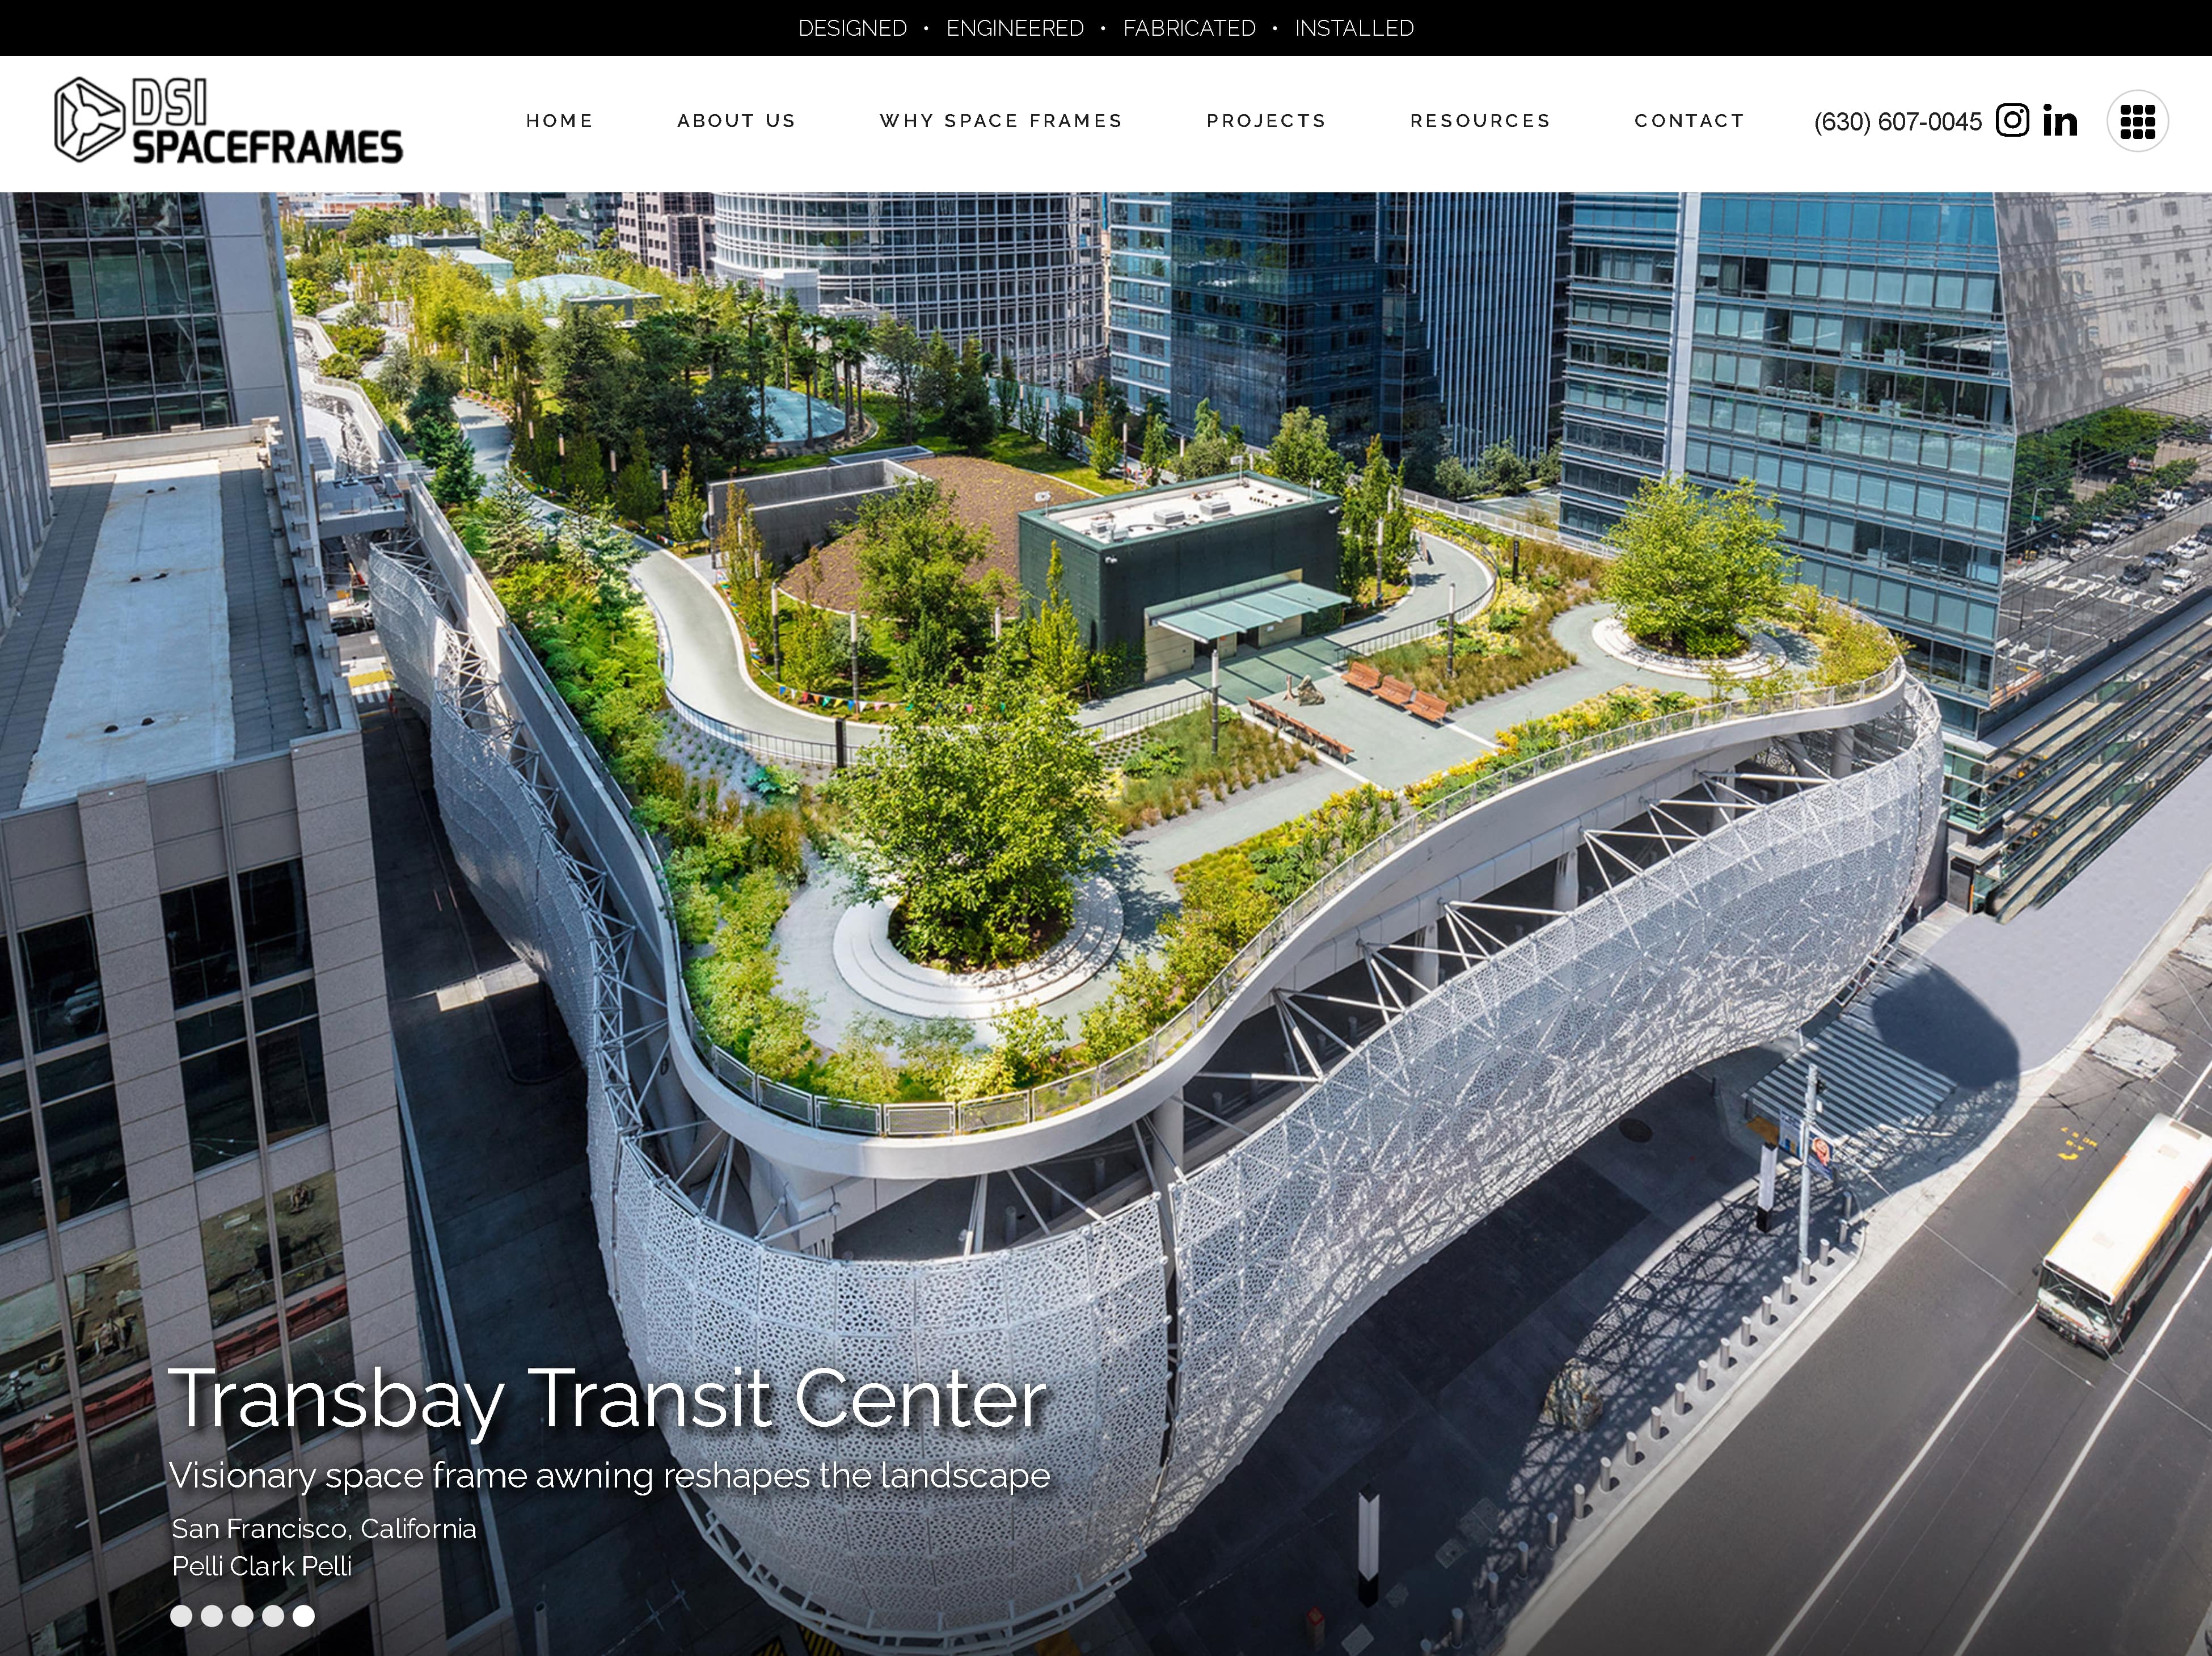 DESIGNED • ENGINEERED • FABRICATED • INSTALLED
DSI
SPACEFRAMES
HOME
ABOUT US
WHY SPACE FRAMES
PROJECTS
RESOURCES
CONTACT
(630) 607-0045
in
Transbay Transit Center
Visionary space frame awning reshapes the landscape
San Francisco, California
Pelli Clark Pelli